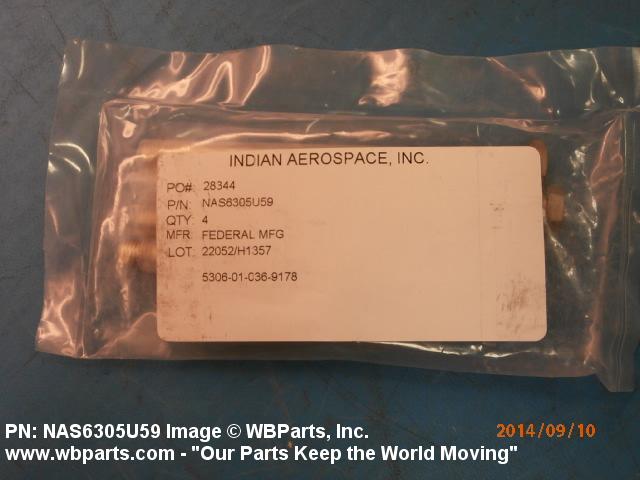 INDIAN AEROSPACE, INC.
PO#: 28344
P/N: NAS6305U59
QTY: 4
MFR: FEDERAL MFG
LOT: 22052/H1357
5306-01-036-9178
PN: NAS6305U59 Image © WBParts, Inc.
2014/09/10
www.wbparts.com - "Our Parts Keep the World Moving"